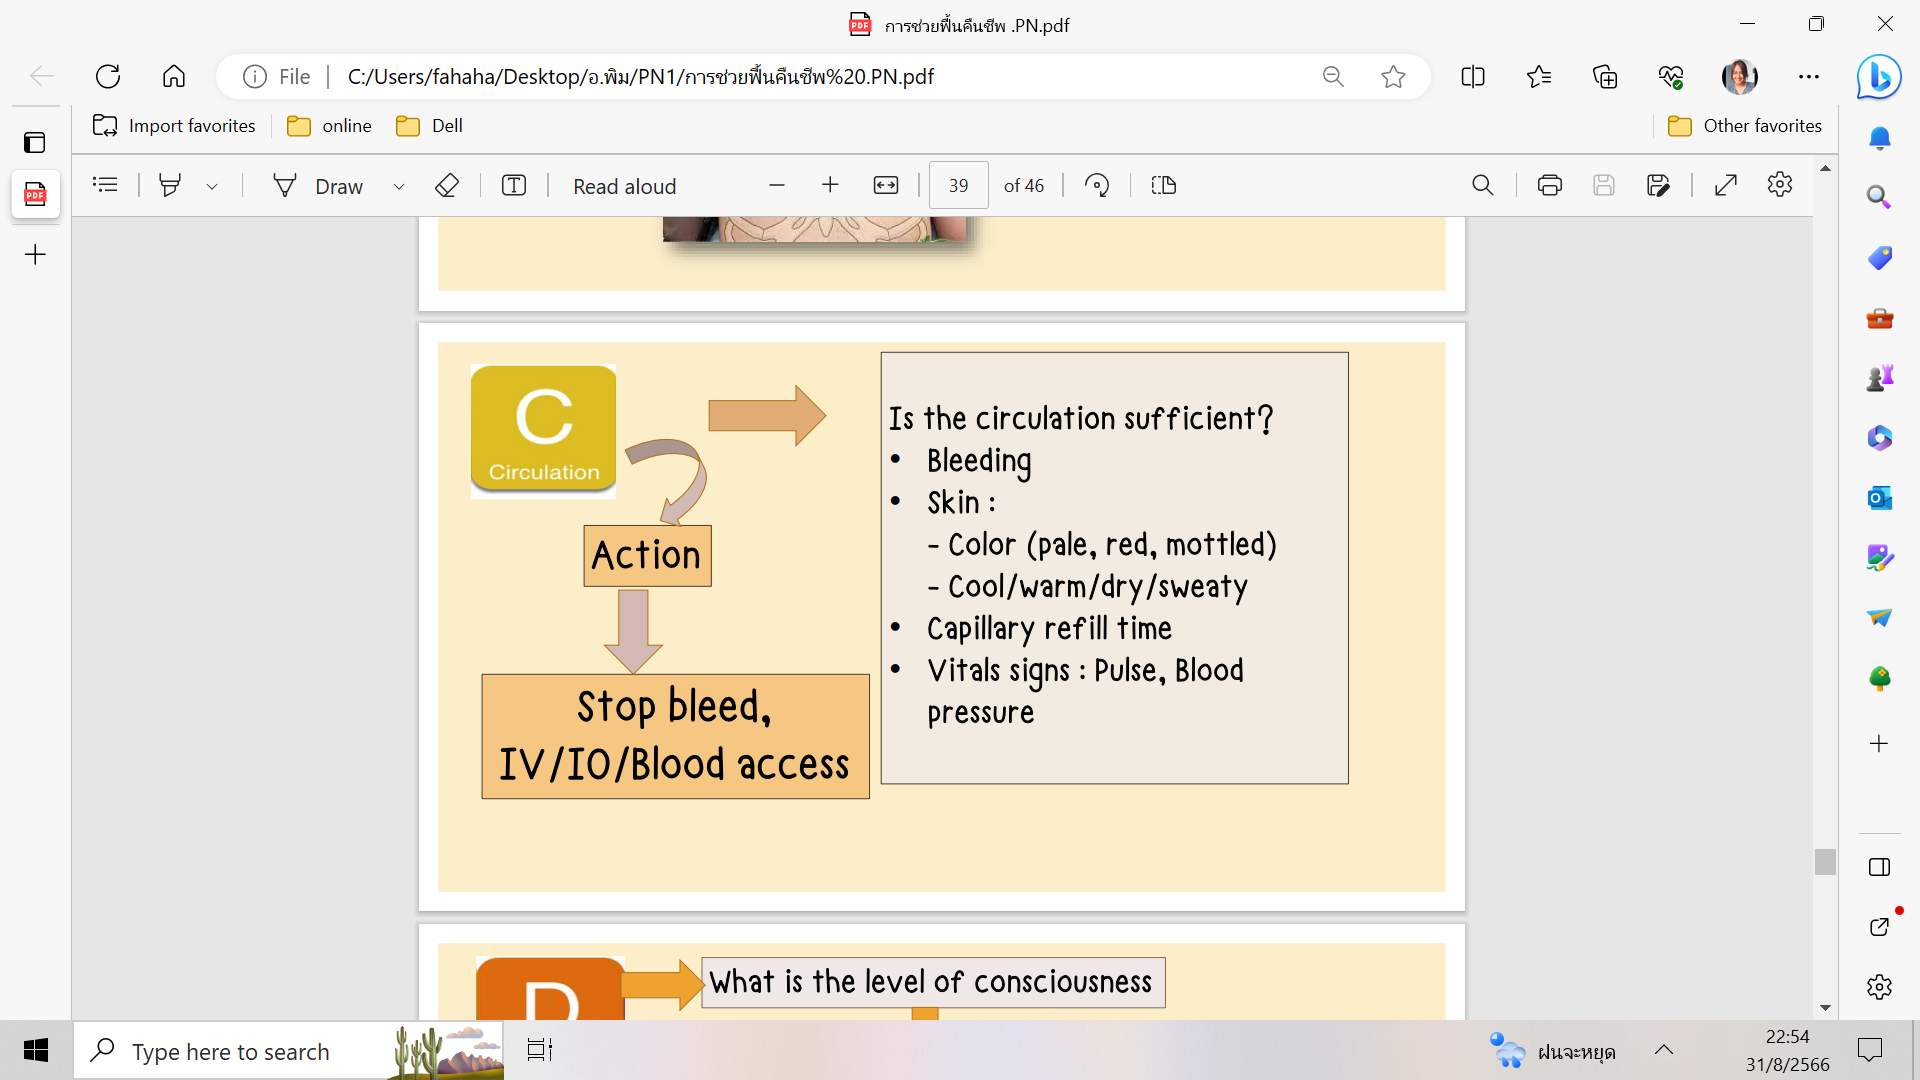 การช่วยฟื้นคืนชีพ .PN.pdf
File
C:/Users/fahaha/Desktop/อ.พิม/PN1/การช่วยฟื้นคืนชีพ%20.PN.pdf
Import favorites
online
Dell
Other favorites
Draw
Read aloud
39
of 46
C
Circulation
Action
Stop bleed,
IV/IO/Blood access
Is the circulation sufficient?
• Bleeding
• Skin :
- Color (pale, red, mottled)
- Cool/warm/dry/sweaty
• Capillary refill time
• Vitals signs : Pulse, Blood
pressure
D
What is the level of consciousness
Type here to search
ฝนจะหยุด
22:54
31/8/2566